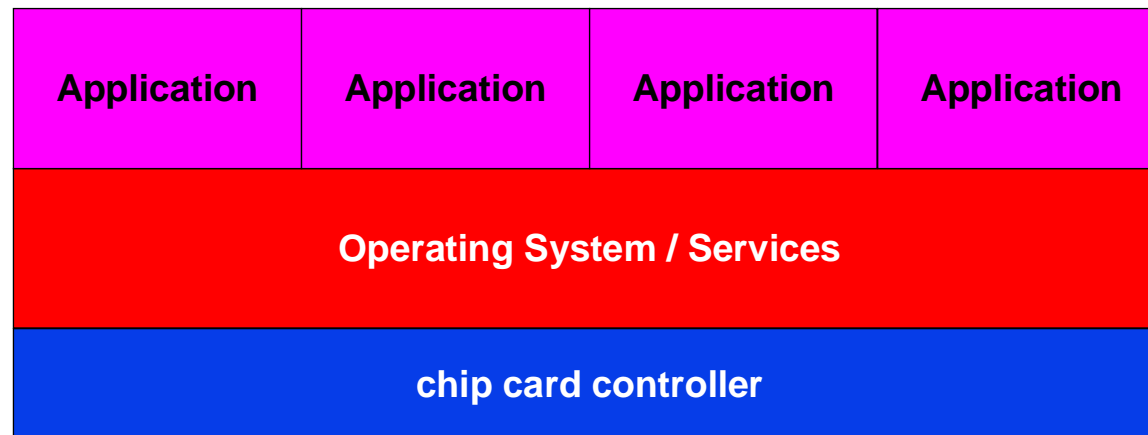 Application Application Application Application
Operating System / Services
chip card controller